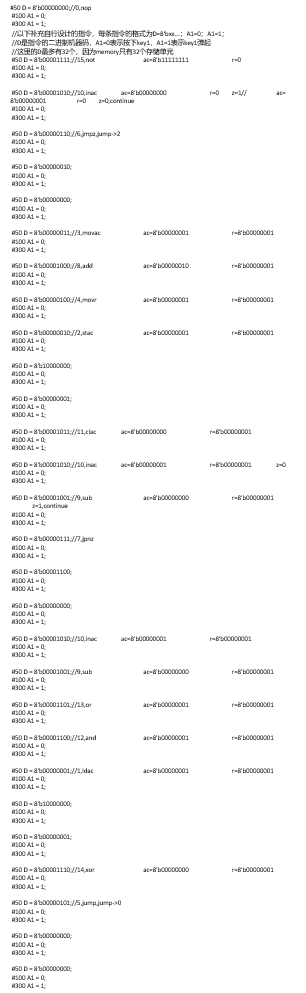 #50 D = 8'b00000000;//0,nop
#100 A1 = 0;
#300 A1 = 1;
//以下补充自行设计的指令，每条指令的格式为D=8'bxx...；A1=0；A1=1；
//D是指令的二进制机器码，A1=0表示按下key1，A1=1表示key1弹起
//这里的D最多有32个，因为memory只有32个存储单元
#50 D = 8'b00001111;//15,not ac=8'b11111111 r=0
#100 A1 = 0;
#300 A1 = 1;
#50 D = 8'b00001010;//10,inac ac=8'b00000000 r=0 z=1// ac=
8'b00000001 r=0 z=0,continue
#100 A1 = 0;
#300 A1 = 1;
#50 D = 8'b00000110;//6,jmpz,jump->2
#100 A1 = 0;
#300 A1 = 1;
#50 D = 8'b00000010;
#100 A1 = 0;
#300 A1 = 1;
#50 D = 8'b00000000;
#100 A1 = 0;
#300 A1 = 1;
#50 D = 8'b00000011;//3,movac ac=8'b00000001 r=8'b00000001
#100 A1 = 0;
#300 A1 = 1;
#50 D = 8'b00001000;//8,add ac=8'b00000010 r=8'b00000001
#100 A1 = 0;
#300 A1 = 1;
#50 D = 8'b00000100;//4,movr ac=8'b00000001 r=8'b00000001
#100 A1 = 0;
#300 A1 = 1;
#50 D = 8'b00000010;//2,stac ac=8'b00000001 r=8'b00000001
#100 A1 = 0;
#300 A1 = 1;
#50 D = 8'b10000000;
#100 A1 = 0;
#300 A1 = 1;
#50 D = 8'b00000001;
#100 A1 = 0;
#300 A1 = 1;
#50 D = 8'b00001011;//11,clac ac=8'b00000000 r=8'b00000001
#100 A1 = 0;
#300 A1 = 1;
#50 D = 8'b00001010;//10,inac ac=8'b00000001 r=8'b00000001 z=0
#100 A1 = 0;
#300 A1 = 1;
#50 D = 8'b00001001;//9,sub ac=8'b00000000 r=8'b00000001
z=1,continue
#100 A1 = 0;
#300 A1 = 1;
#50 D = 8'b00000111;//7,jpnz
#100 A1 = 0;
#300 A1 = 1;
#50 D = 8'b00001100;
#100 A1 = 0;
#300 A1 = 1;
#50 D = 8'b00000000;
#100 A1 = 0;
#300 A1 = 1;
#50 D = 8'b00001010;//10,inac ac=8'b00000001 r=8'b00000001
#100 A1 = 0;
#300 A1 = 1;
#50 D = 8'b00001001;//9,sub ac=8'b00000000 r=8'b00000001
#100 A1 = 0;
#300 A1 = 1;
#50 D = 8'b00001101;//13,or ac=8'b00000001 r=8'b00000001
#100 A1 = 0;
#300 A1 = 1;
#50 D = 8'b00001100;//12,and ac=8'b00000001 r=8'b00000001
#100 A1 = 0;
#300 A1 = 1;
#50 D = 8'b00000001;//1,ldac ac=8'b00000001 r=8'b00000001
#100 A1 = 0;
#300 A1 = 1;
#50 D = 8'b10000000;
#100 A1 = 0;
#300 A1 = 1;
#50 D = 8'b00000001;
#100 A1 = 0;
#300 A1 = 1;
#50 D = 8'b00001110;//14,xor ac=8'b00000000 r=8'b00000001
#100 A1 = 0;
#300 A1 = 1;
#50 D = 8'b00000101;//5,jump,jump->0
#100 A1 = 0;
#300 A1 = 1;
#50 D = 8'b00000000;
#100 A1 = 0;
#300 A1 = 1;
#50 D = 8'b00000000;
#100 A1 = 0;
#300 A1 = 1;